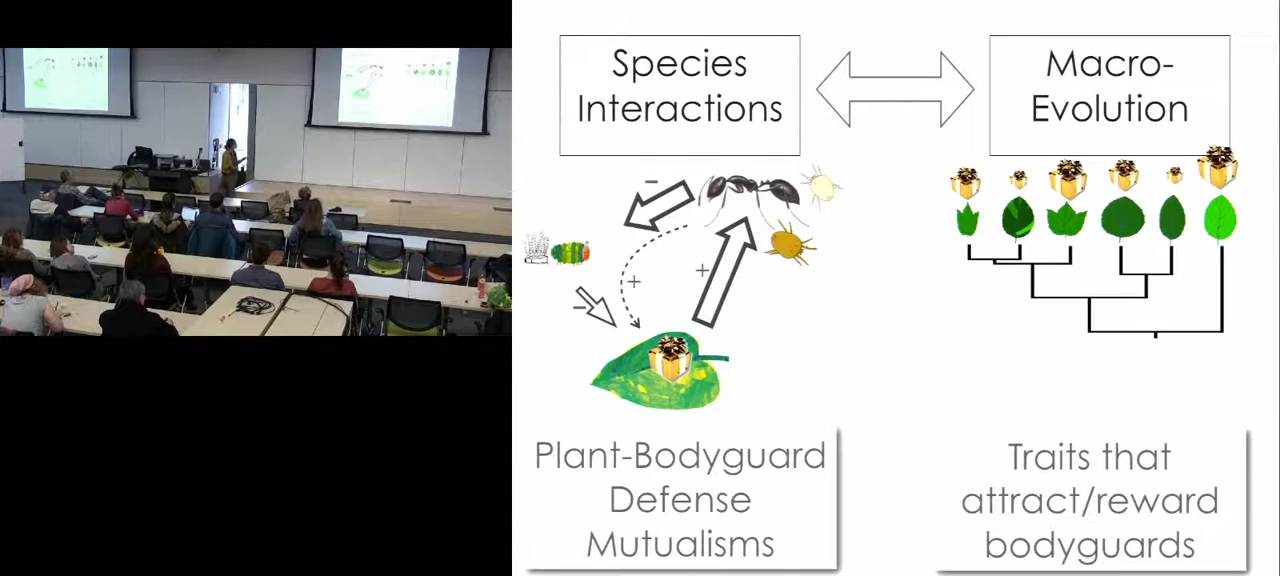 Species
Interactions
Macro-
Evolution
−
+
+
−
Plant-Bodyguard
Defense
Mutualisms
Traits that
attract/reward
bodyguards